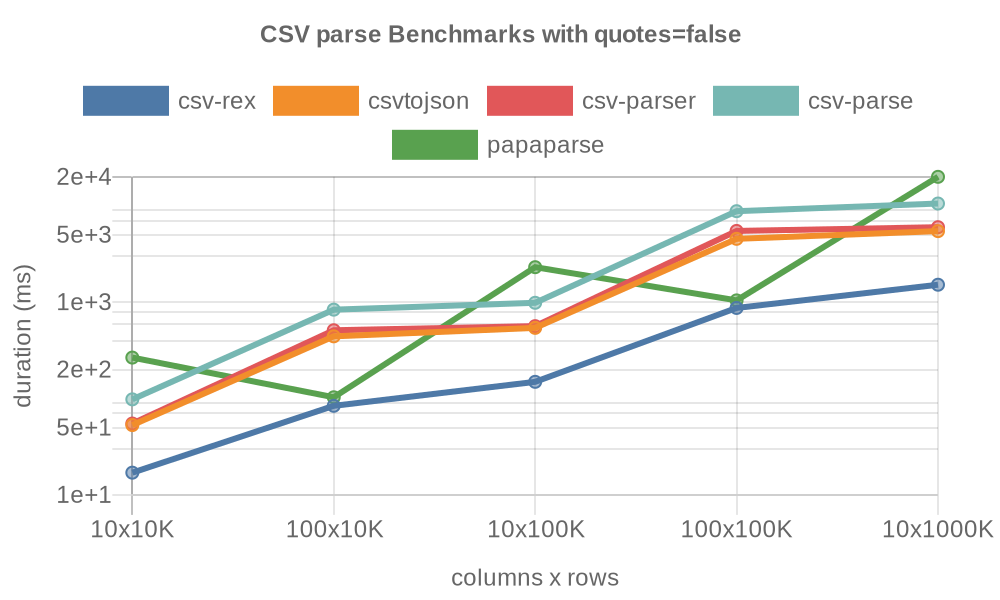 CSV parse Benchmarks with quotes=false
csv-rex csvtojson csv-parser csv-parse
papaparse
2e+4
5e+3
1e+3
2e+2
5e+1
1e+1
duration (ms)
10x10K 100x10K 10x100K 100x100K 10x1000K
columns x rows